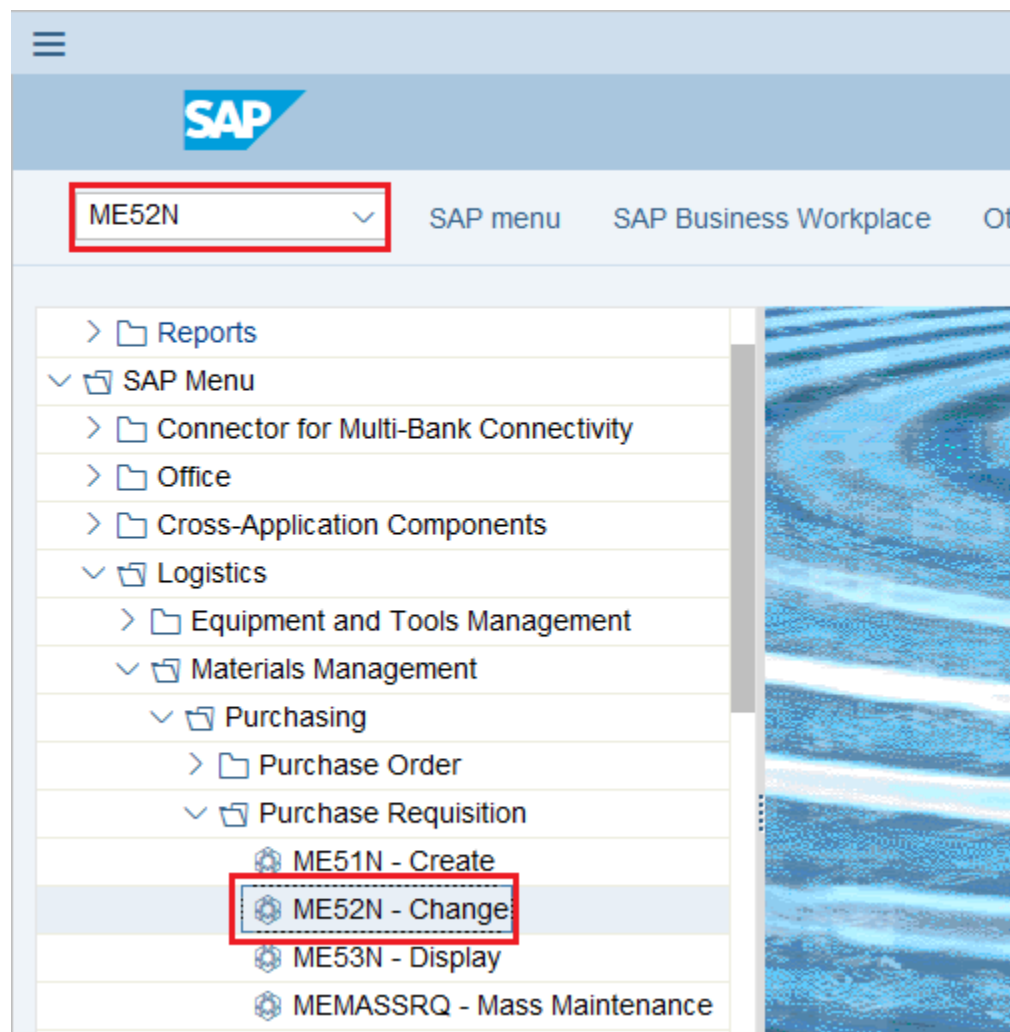 SAP
ME52N SAP menu SAP Business Workplace
Reports
SAP Menu
Connector for Multi-Bank Connectivity
Office
Cross-Application Components
Logistics
Equipment and Tools Management
Materials Management
Purchasing
Purchase Order
Purchase Requisition
ME51N - Create
ME52N - Change
ME53N - Display
MEMASSRQ - Mass Maintenance